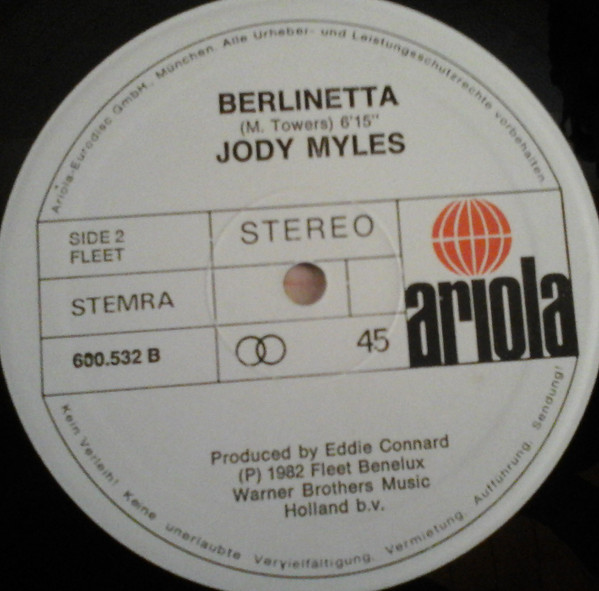 Ariola-Eurodisc GmbH - München. Alle Urheber- und Leistungsschutzrechte vorbehalten.
BERLINETTA
(M. Towers) 6'15"
JODY MYLES
SIDE 2
FLEET
STEREO
STEMRA
600.532 B
45
ariola
Produced by Eddie Connard
(P) 1982 Fleet Benelux
Warner Brothers Music
Holland b.v.
Kein Verleih! Keine unerlaubte Vervielfältigung, Vermietung, Aufführung, Sendung!